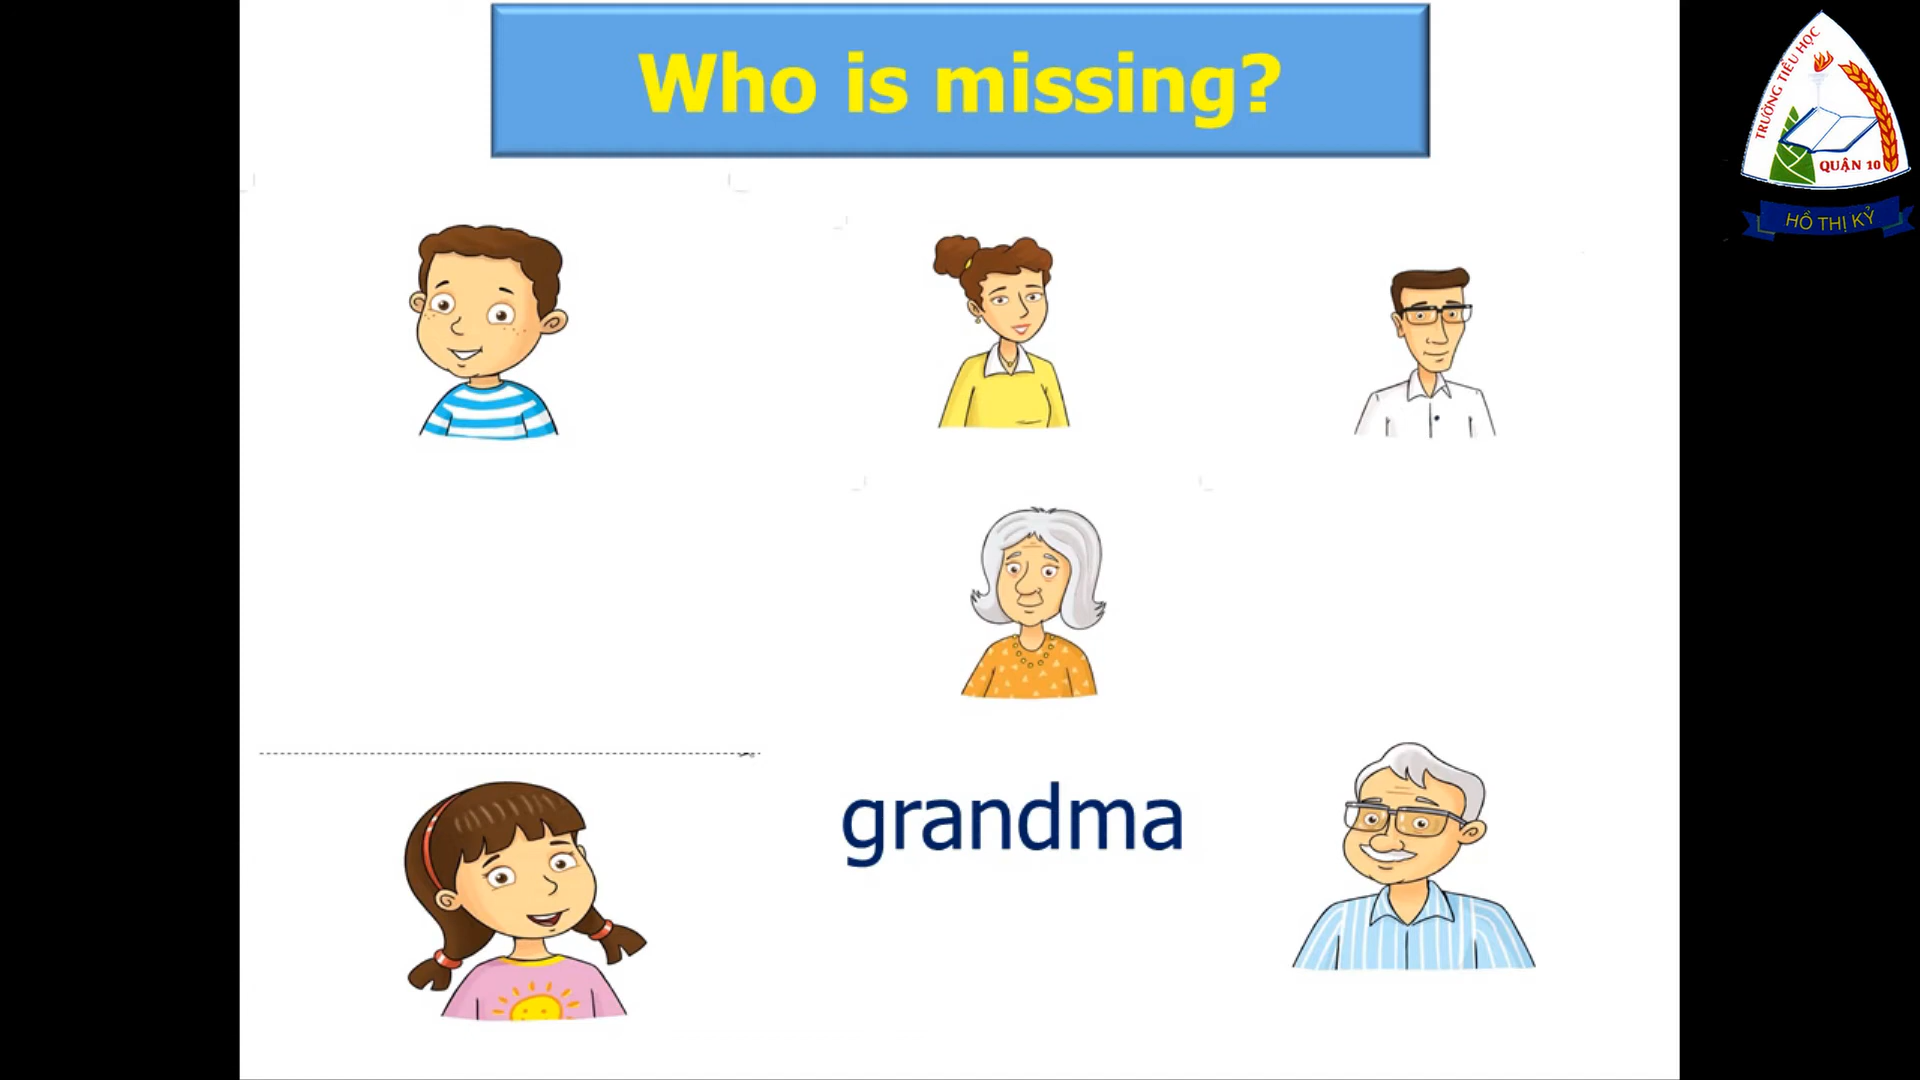 Who is missing?
TRƯỜNG TIỂU HỌC
QUẬN 10
HỒ THỊ KỶ
grandma